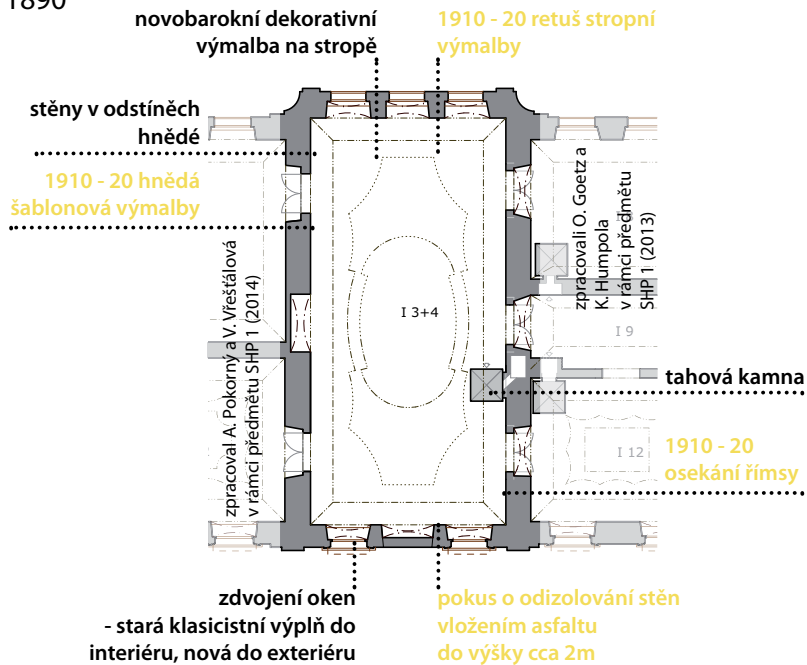 1890
novobarokní dekorativní
výmalba na stropě
1910 - 20 retuš stropní
výmalby
stěny v odstíněch
hnědé
1910 - 20 hnědá
šablonová výmalby
zpracoval A. Pokorný a V. Vřešťálová
v rámci předmětu SHP 1 (2014)
zpracovali O. Goetz a
K. Humpola
v rámci předmětu
SHP 1 (2013)
I 3+4
I 9
tahová kamna
I 12
1910 - 20
osekání římsy
zdvojení oken
- stará klasicistní výplň do
interiéru, nová do exteriéru
pokus o odizolování stěn
vložením asfaltu
do výšky cca 2m